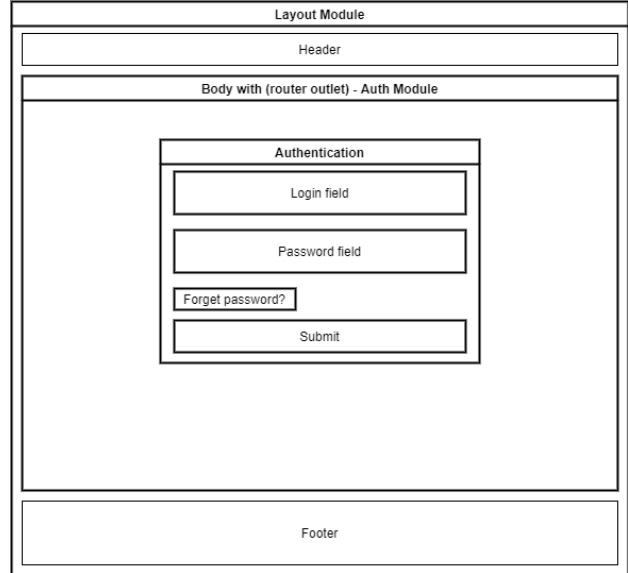 Layout Module
Header
Body with (router outlet) - Auth Module
Authentication
Login field
Password field
Forget password?
Submit
Footer